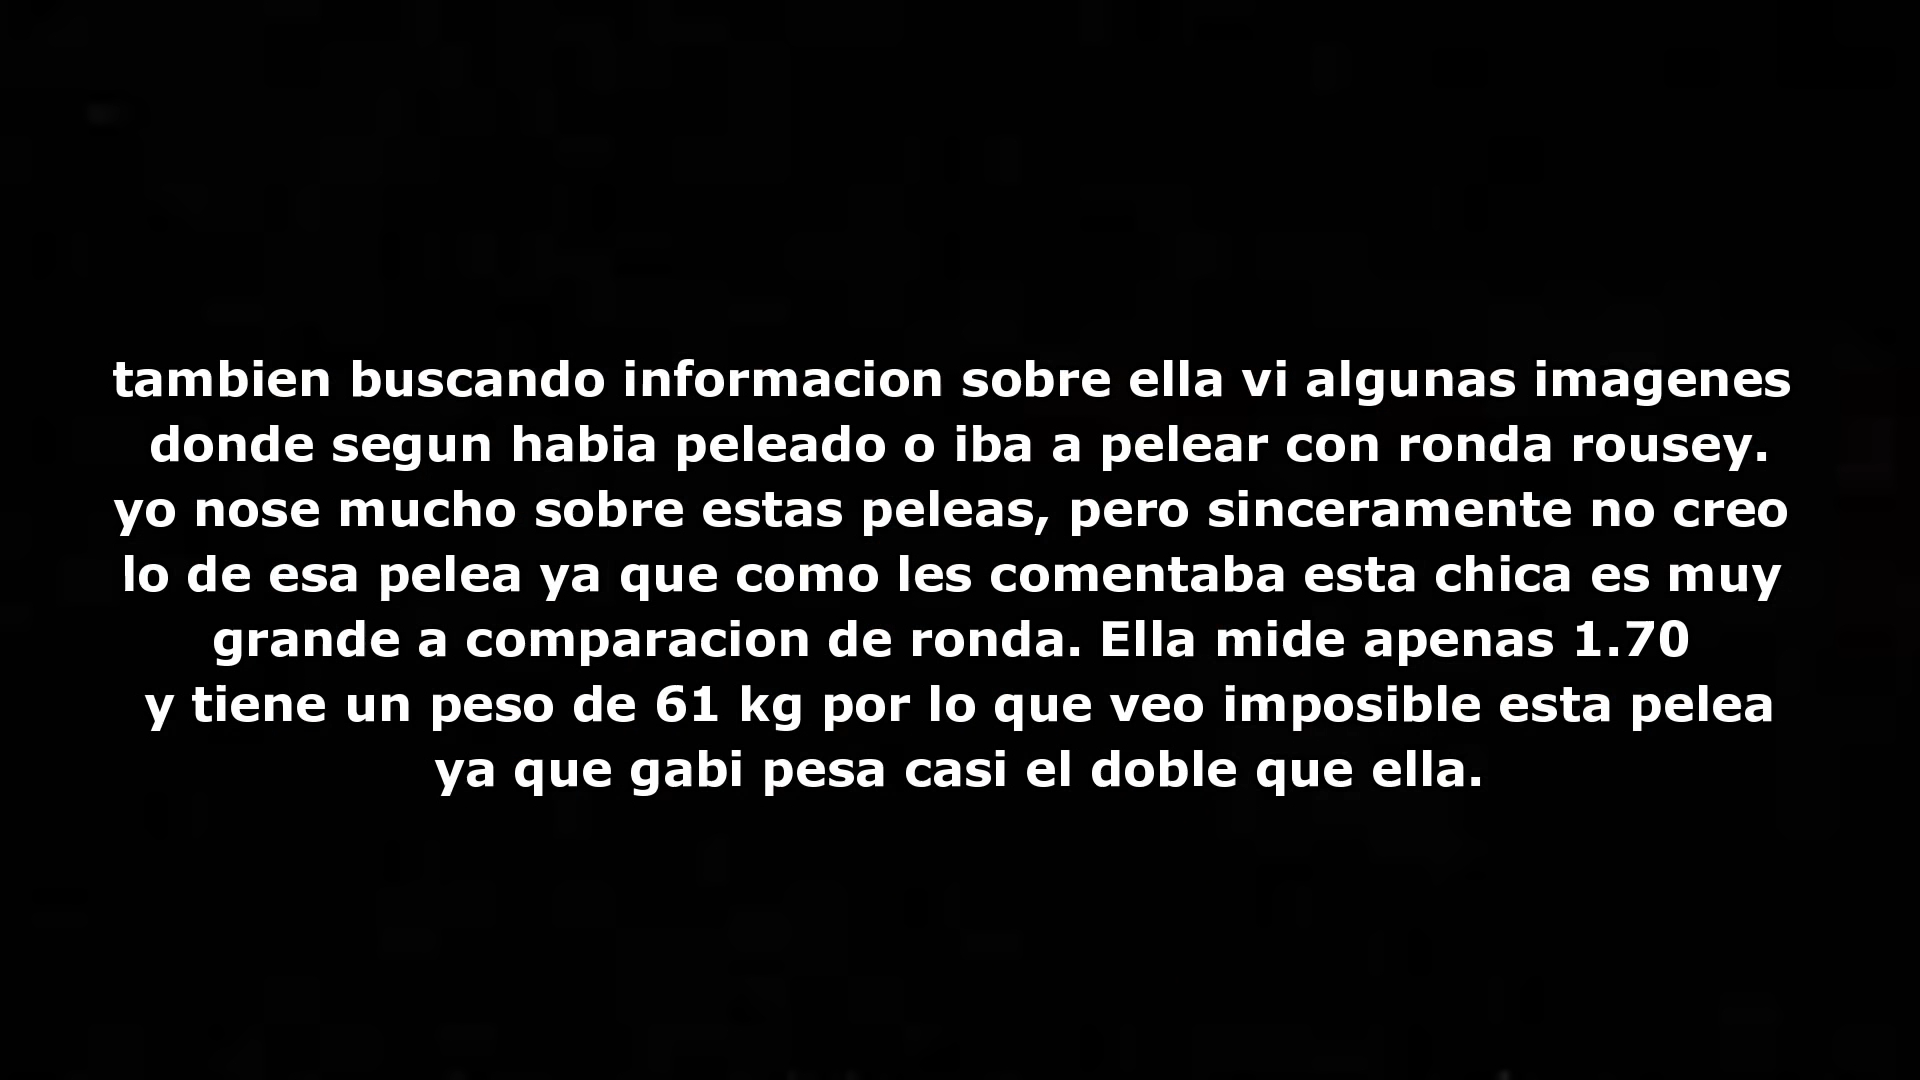 tambien buscando informacion sobre ella vi algunas imagenes
donde segun habia peleado o iba a pelear con ronda rousey.
yo nose mucho sobre estas peleas, pero sinceramente no creo
lo de esa pelea ya que como les comentaba esta chica es muy
grande a comparacion de ronda. Ella mide apenas 1.70
y tiene un peso de 61 kg por lo que veo imposible esta pelea
ya que gabi pesa casi el doble que ella.